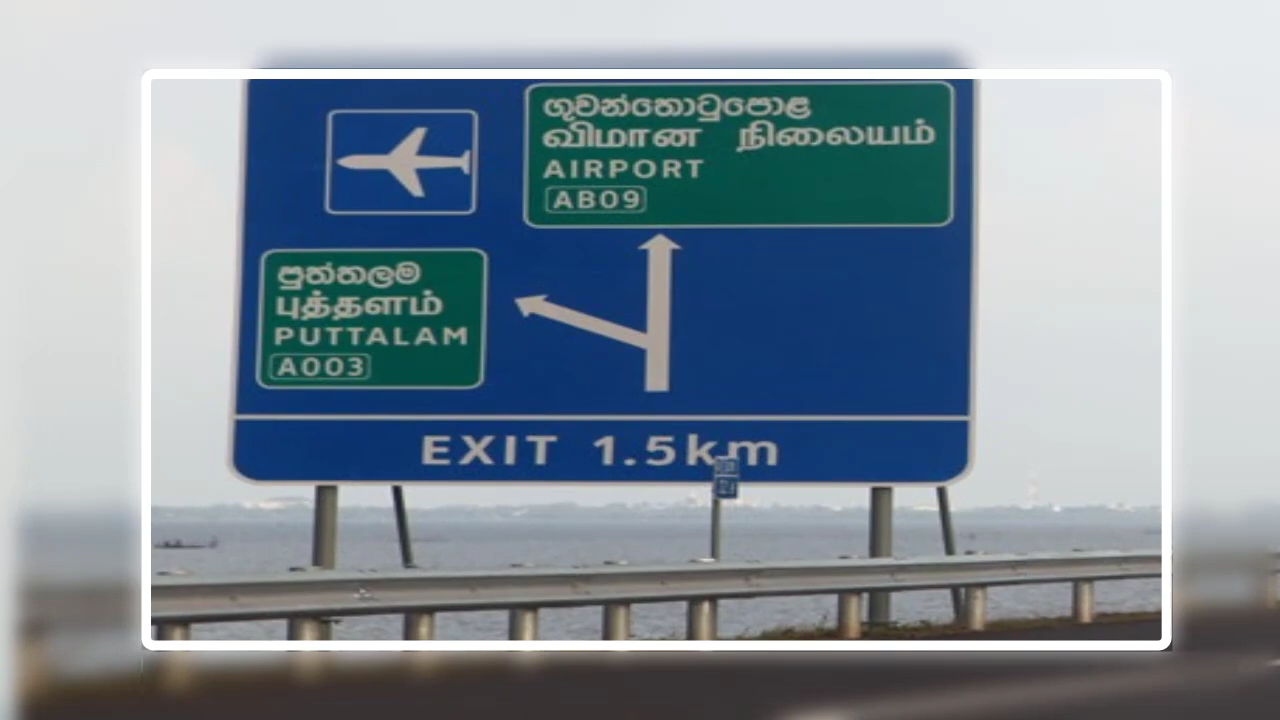 ගුවන්තොටුපොළ
விமான நிலையம்
AIRPORT
AB09
පුත්තලම
புத்தளம்
PUTTALAM
A003
EXIT 1.5km